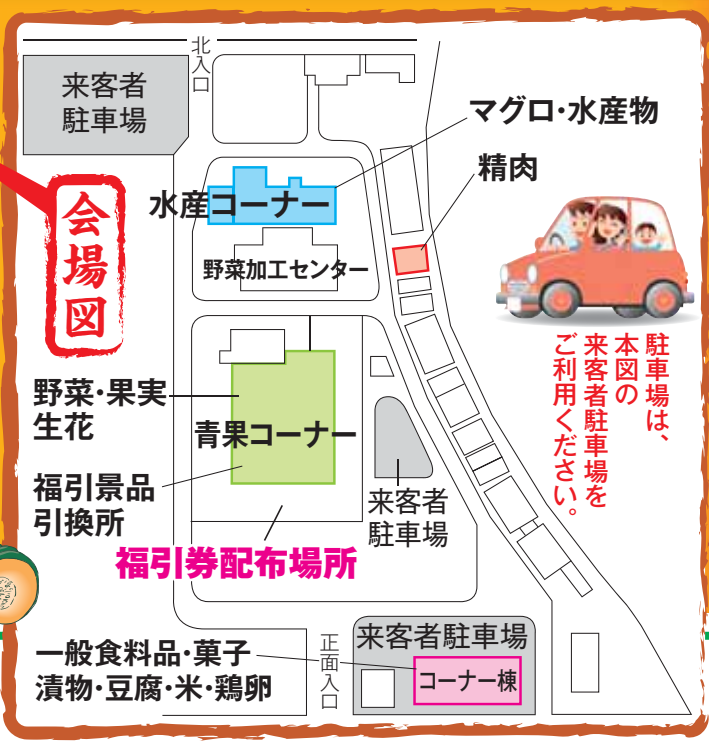 北入口
来客者
駐車場
マグロ・水産物
精肉
会場図
水産コーナー
野菜加工センター
駐車場は、
本図の
来客者駐車場を
ご利用ください。
野菜・果実
生花
青果コーナー
福引景品
引換所
来客者
駐車場
福引券配布場所
一般食料品・菓子
漬物・豆腐・米・鶏卵
正面入口
来客者駐車場
コーナー棟